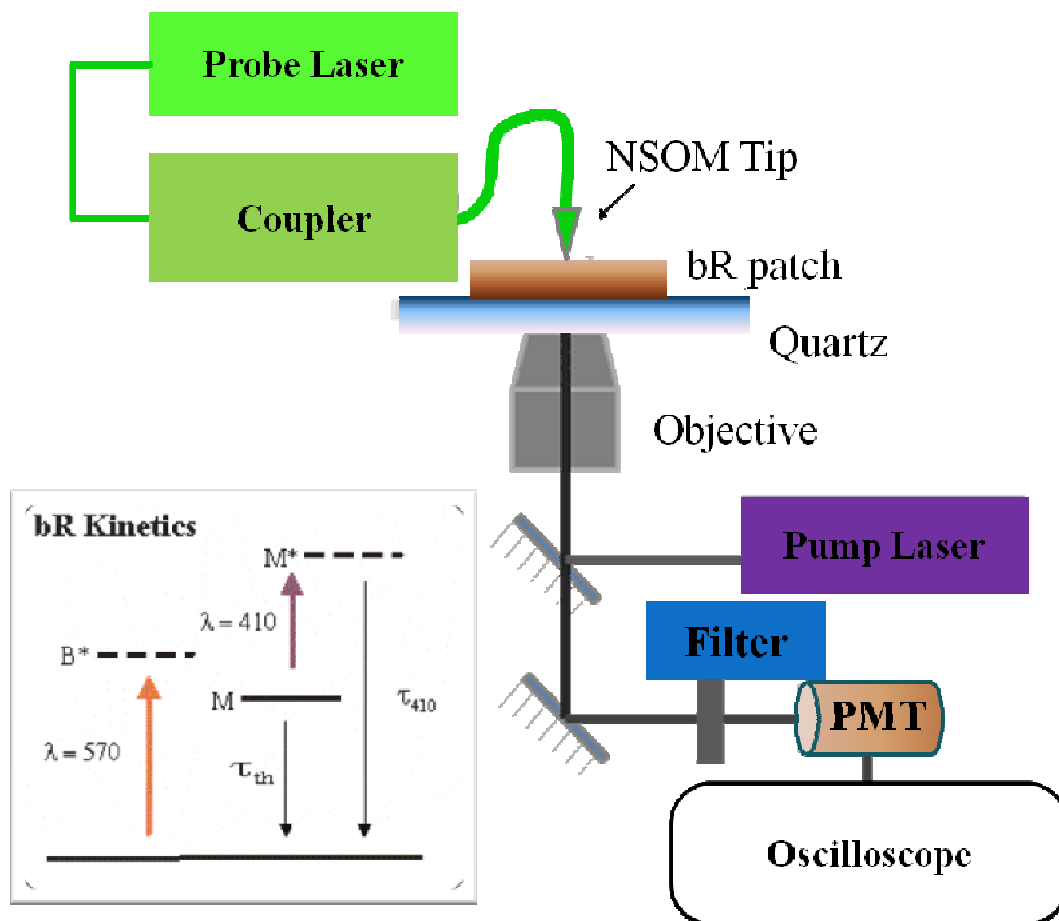 Probe Laser
Coupler
NSOM Tip
bR patch
Quartz
Objective
Pump Laser
Filter
PMT
Oscilloscope
bR Kinetics
M*
λ = 410
B*
M
τ410
λ = 570
τth